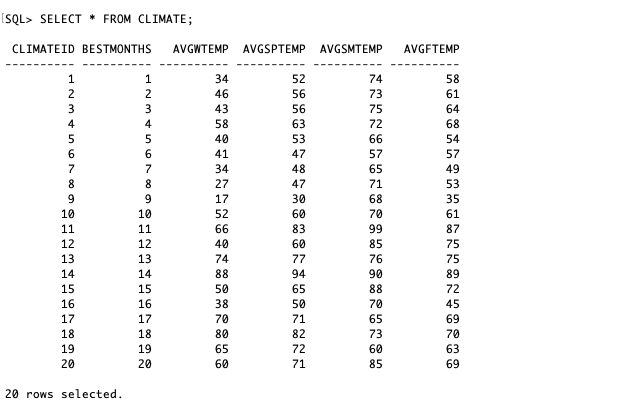 SQL> SELECT * FROM CLIMATE;
CLIMATEID BESTMONTHS AVGWTEMP AVGSPTEMP AVGSMTEMP AVGFTEMP
---------- ---------- ---------- ---------- ---------- ----------
1 1 34 52 74 58
2 2 46 56 73 61
3 3 43 56 75 64
4 4 58 63 72 68
5 5 40 53 66 54
6 6 41 47 57 57
7 7 34 48 65 49
8 8 27 47 71 53
9 9 17 30 68 35
10 10 52 60 70 61
11 11 66 83 99 87
12 12 40 60 85 75
13 13 74 77 76 75
14 14 88 94 90 89
15 15 50 65 88 72
16 16 38 50 70 45
17 17 70 71 65 69
18 18 80 82 73 70
19 19 65 72 60 63
20 20 60 71 85 69
20 rows selected.